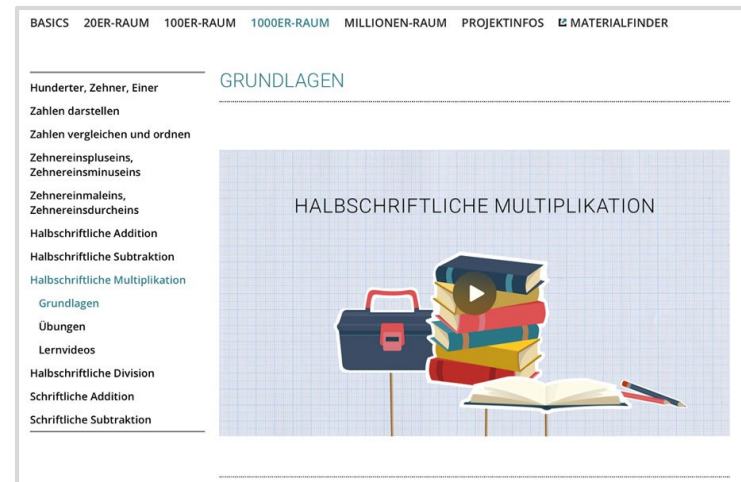 BASICS 20ER-RAUM 100ER-RAUM 1000ER-RAUM MILLIONEN-RAUM PROJEKTINFOS MATERIALFINDER
Hunderter, Zehner, Einer
Zahlen darstellen
Zahlen vergleichen und ordnen
Zehnereinspluseins,
Zehnereinsminuseins
Zehnereinmaleins,
Zehnereinsdurcheins
Halbschriftliche Addition
Halbschriftliche Subtraktion
Halbschriftliche Multiplikation
Grundlagen
Übungen
Lernvideos
Halbschriftliche Division
Schriftliche Addition
Schriftliche Subtraktion
GRUNDLAGEN
HALBSCHRIFTLICHE MULTIPLIKATION